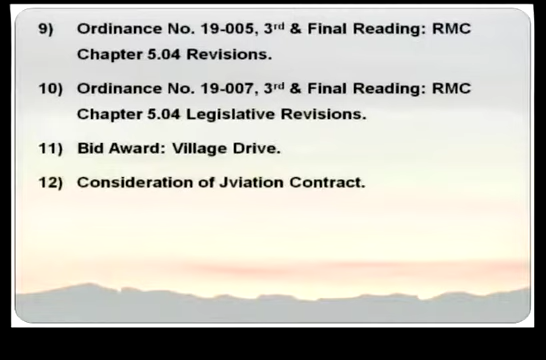 9) Ordinance No. 19-005, 3rd & Final Reading: RMC
Chapter 5.04 Revisions.
10) Ordinance No. 19-007, 3rd & Final Reading: RMC
Chapter 5.04 Legislative Revisions.
11) Bid Award: Village Drive.
12) Consideration of Jviation Contract.